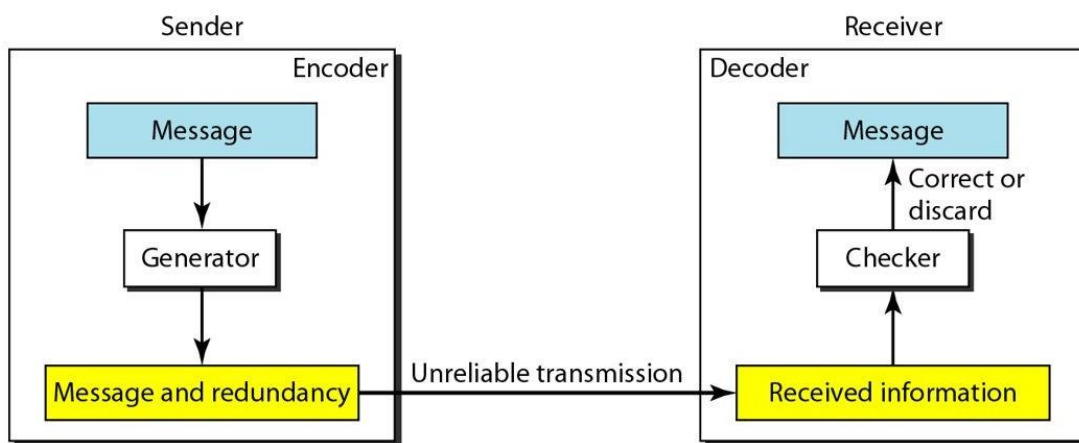 Sender
Receiver
Encoder
Decoder
Message
Message
Correct or
discard
Generator
Checker
Unreliable transmission
Message and redundancy
Received information